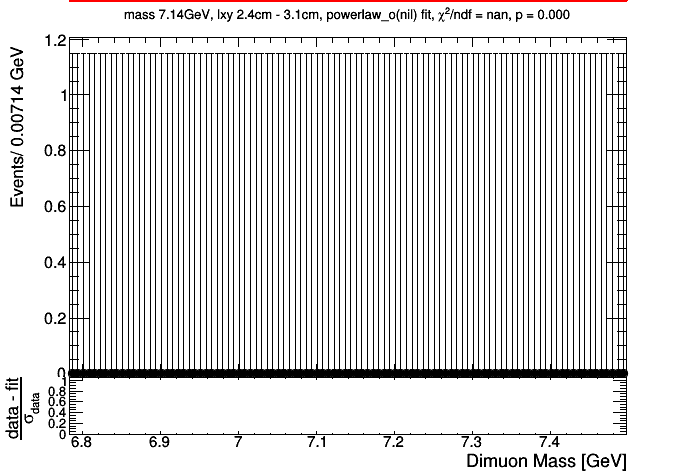 mass 7.14GeV, lxy 2.4cm - 3.1cm, powerlaw_o(nil) fit, χ²/ndf = nan, p = 0.000
Events/ 0.00714 GeV
1.2
1
0.8
0.6
0.4
0.2
0
data - fit
σdata
1
0.8
0.6
0.4
0.2
0
6.8 6.9 7 7.1 7.2 7.3 7.4
Dimuon Mass [GeV]